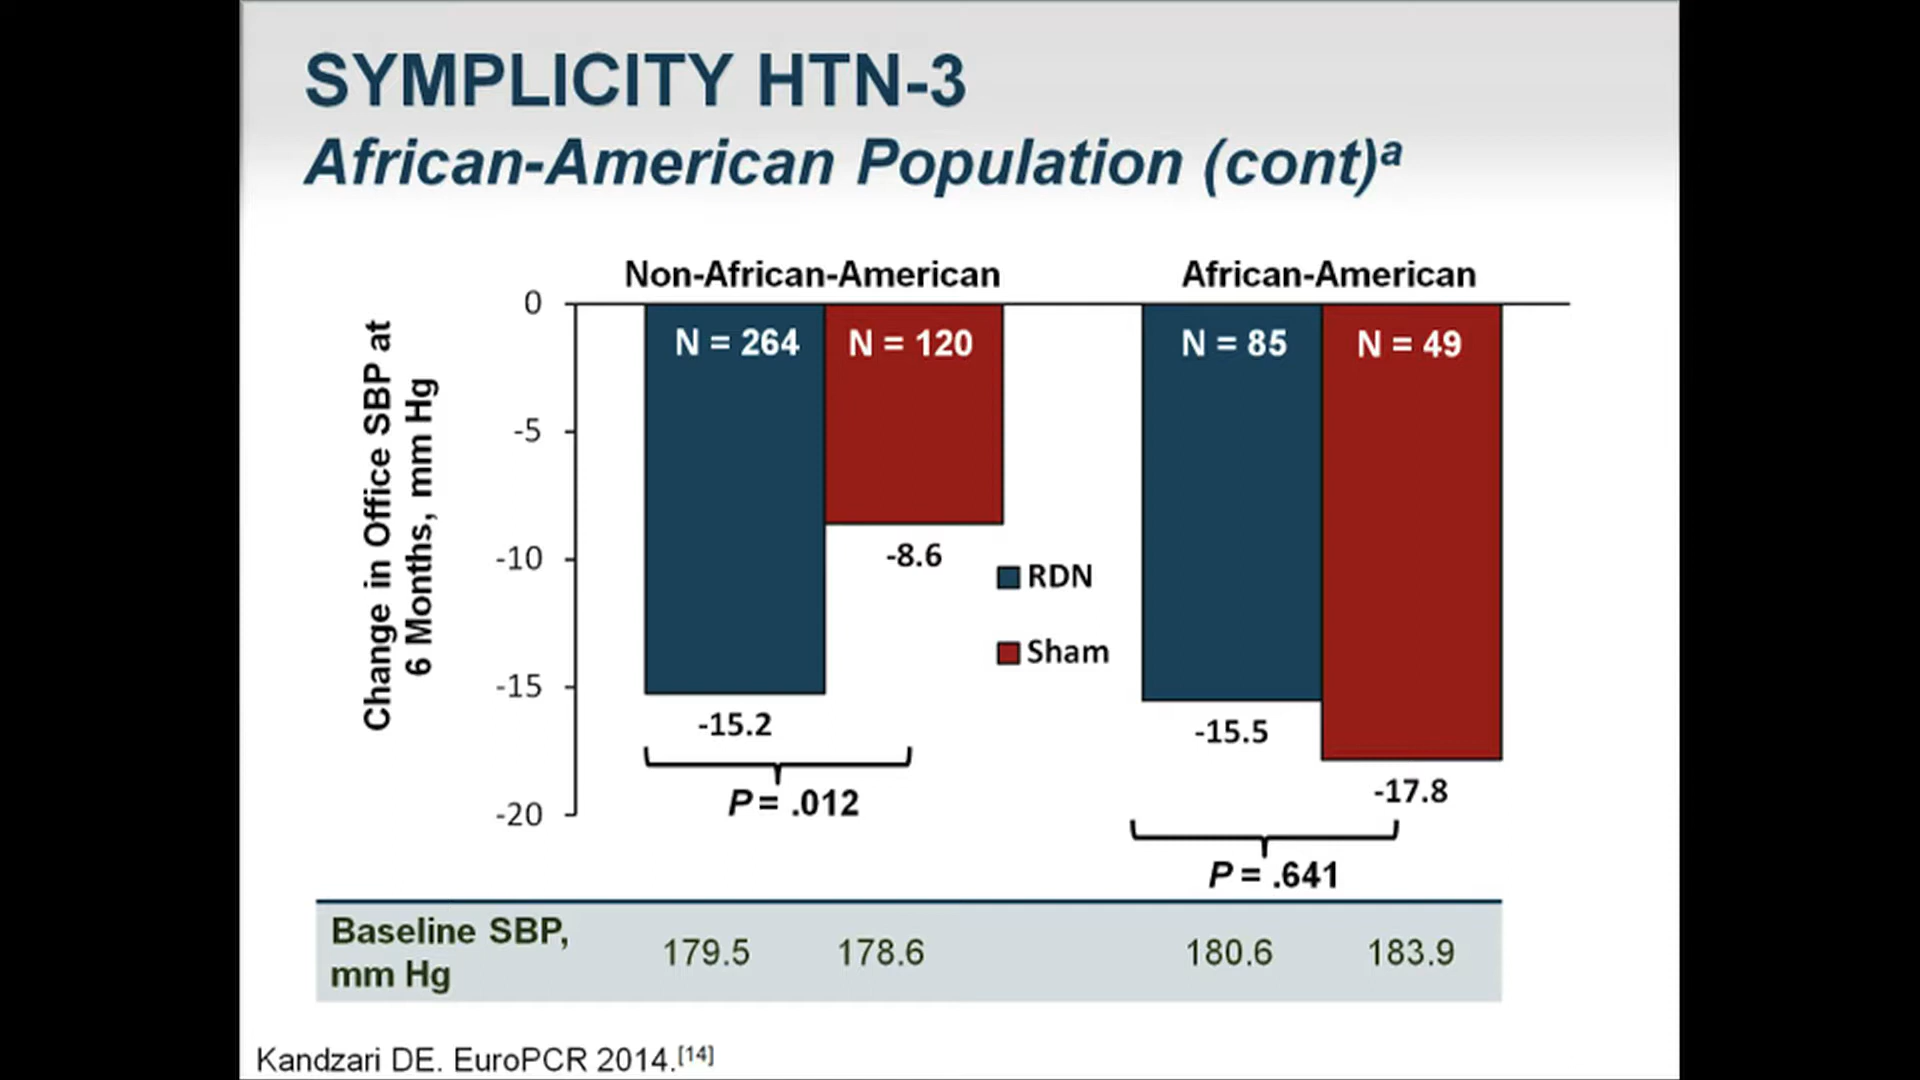 SYMPLICITY HTN-3
African-American Population (cont)a
Non-African-American
African-American
Change in Office SBP at
6 Months, mm Hg
0
-5
-10
-15
-20
N = 264
N = 120
N = 85
N = 49
-15.2
-8.6
-15.5
-17.8
RDN
Sham
P = .012
P = .641
Baseline SBP,
mm Hg
179.5
178.6
180.6
183.9
Kandzari DE. EuroPCR 2014.[14]